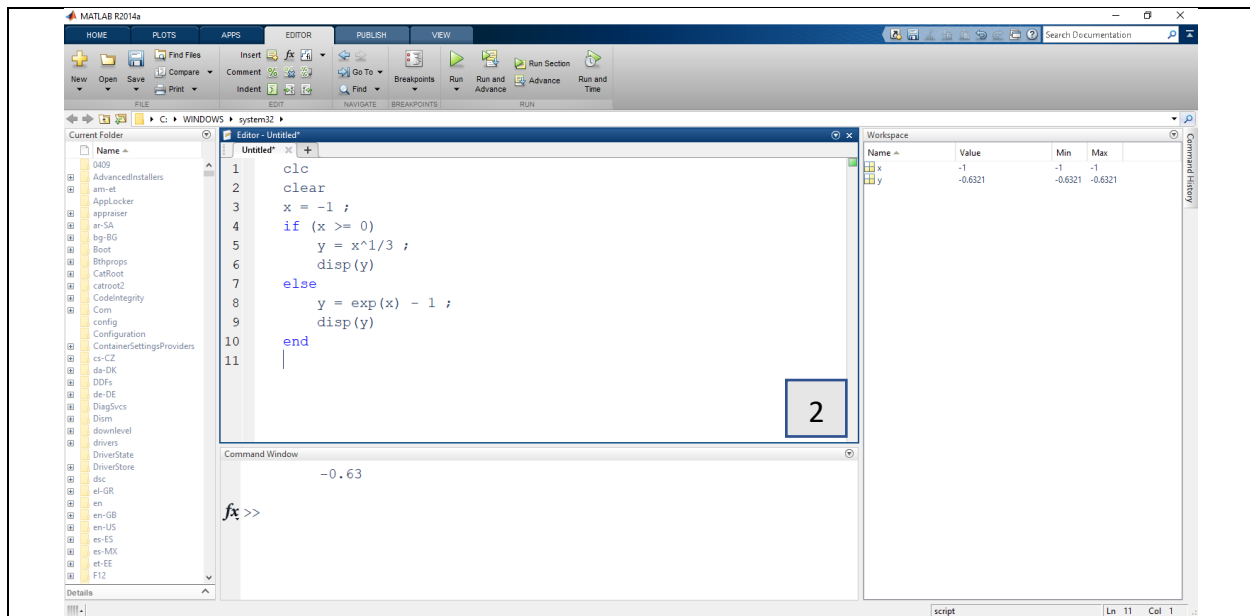 MATLAB R2014a
HOME PLOTS APPS EDITOR PUBLISH VIEW
Search Documentation
New Open Save Find Files Compare Print
FILE
Insert fx
Comment
Indent
EDIT
Go To
Find
NAVIGATE
Breakpoints
BREAKPOINTS
Run Run and Advance Run Section Advance Run and Time
RUN
C: WINDOWS system32
Current Folder
Name
0409
AdvancedInstallers
am-et
AppLocker
appraiser
ar-SA
bg-BG
Boot
Bthprops
CatRoot
catroot2
CodeIntegrity
Com
config
Configuration
ContainerSettingsProviders
cs-CZ
da-DK
DDFs
de-DE
DiagSvcs
Dism
downlevel
drivers
DriverState
DriverStore
dsc
el-GR
en
en-GB
en-US
es-ES
es-MX
et-EE
F12
Details
Editor - Untitled*
Untitled*
1 clc
2 clear
3 x = -1 ;
4 if (x >= 0)
5 y = x^1/3 ;
6 disp(y)
7 else
8 y = exp(x) - 1 ;
9 disp(y)
10 end
11
2
Command Window
-0.63
fx >>
Workspace
Name Value Min Max
x -1 -1 -1
y -0.6321 -0.6321 -0.6321
Command History
script Ln 11 Col 1